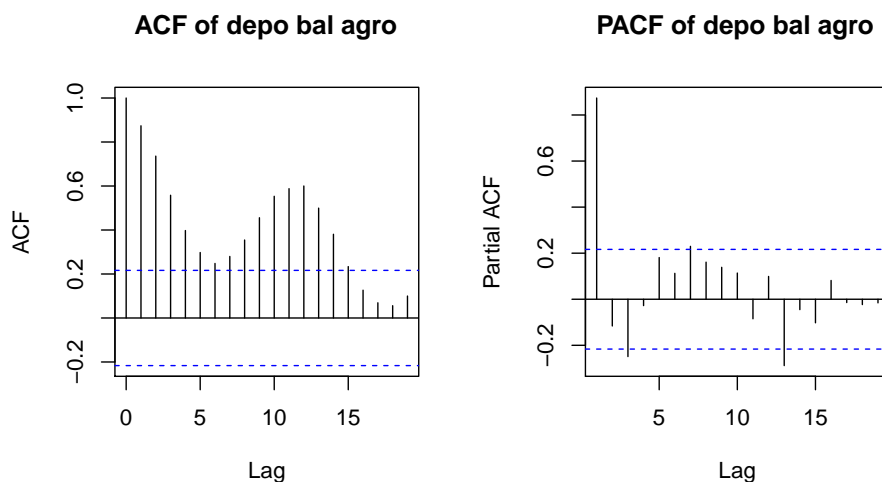 ACF of depo bal agro
ACF
−0.2
0.2
0.6
1.0
0
5
10
15
Lag
PACF of depo bal agro
Partial ACF
−0.2
0.2
0.6
5
10
15
Lag